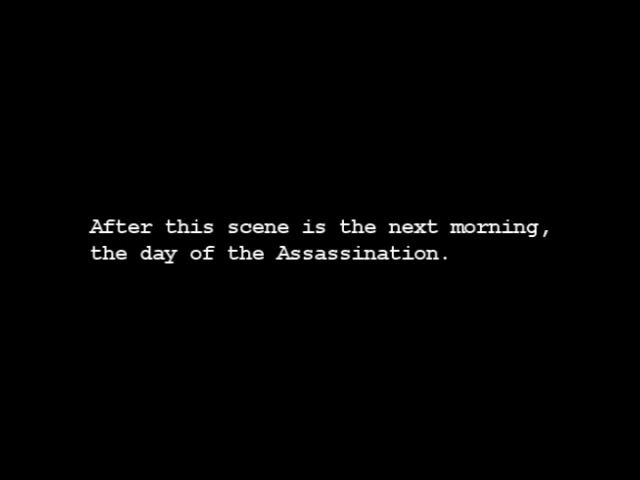 After this scene is the next morning,
the day of the Assassination.